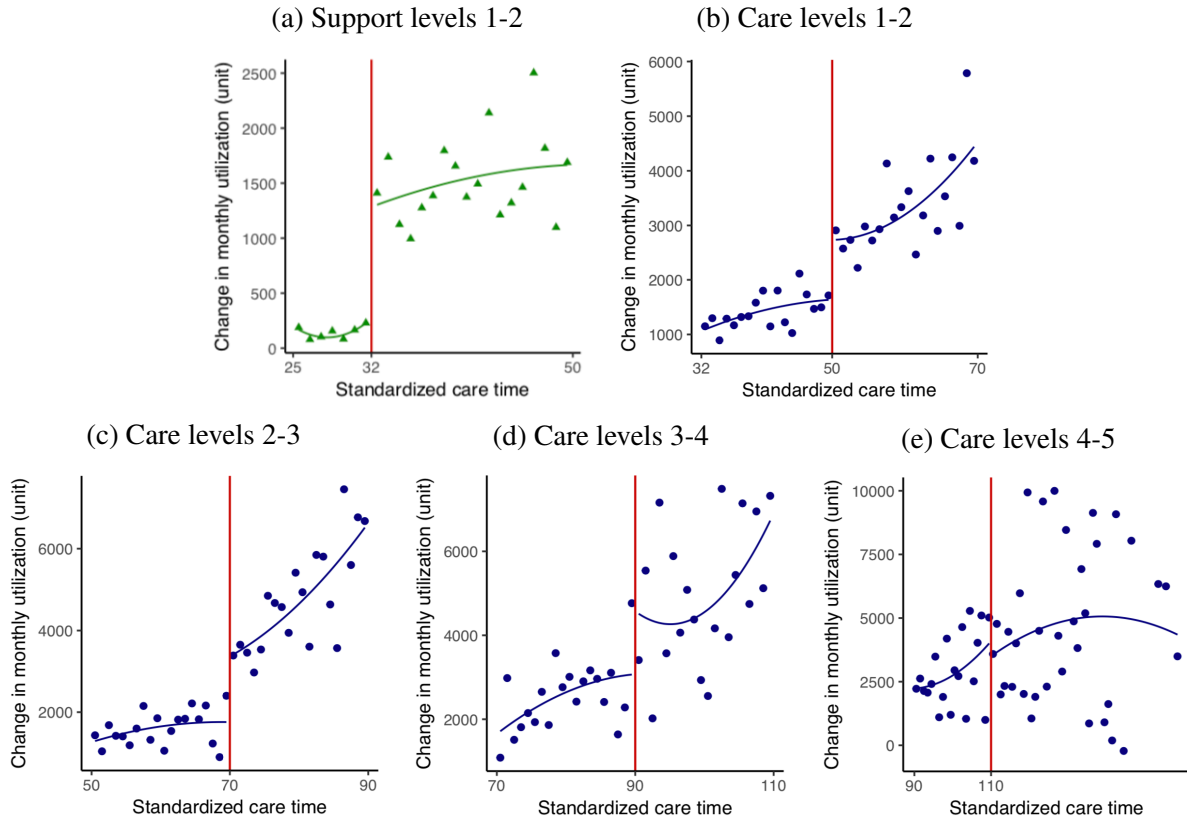 (a) Support levels 1-2
Change in monthly utilization (unit)
2500
2000
1500
1000
500
0
25
32
50
Standardized care time
(b) Care levels 1-2
Change in monthly utilization (unit)
6000
5000
4000
3000
2000
1000
32
50
70
Standardized care time
(c) Care levels 2-3
Change in monthly utilization (unit)
6000
4000
2000
50
70
90
Standardized care time
(d) Care levels 3-4
Change in monthly utilization (unit)
6000
4000
2000
70
90
110
Standardized care time
(e) Care levels 4-5
Change in monthly utilization (unit)
10000
7500
5000
2500
0
90
110
Standardized care time